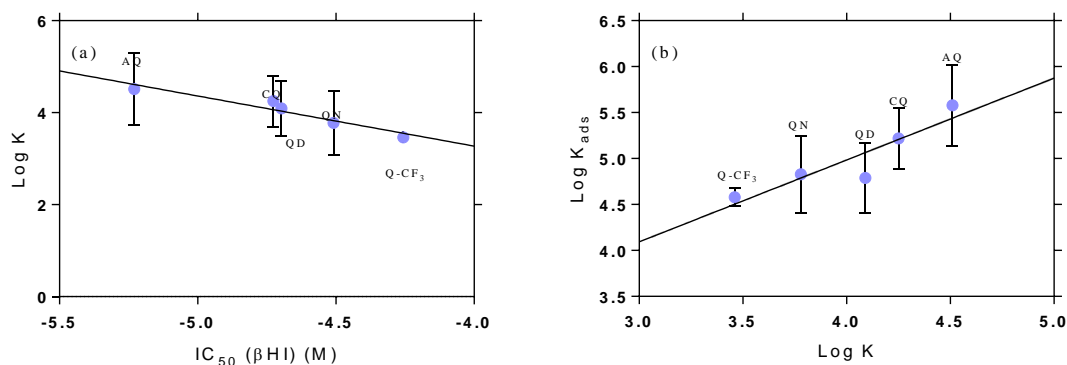 (a)
6
4
2
0
Log K
AQ
CQ
QD
QN
Q-CF₃
-5.5
-5.0
-4.5
-4.0
IC₅₀ (βHI) (M)
(b)
6.5
6.0
5.5
5.0
4.5
4.0
3.5
Log K_ads
Q-CF₃
QN
QD
CQ
AQ
3.0
3.5
4.0
4.5
5.0
Log K